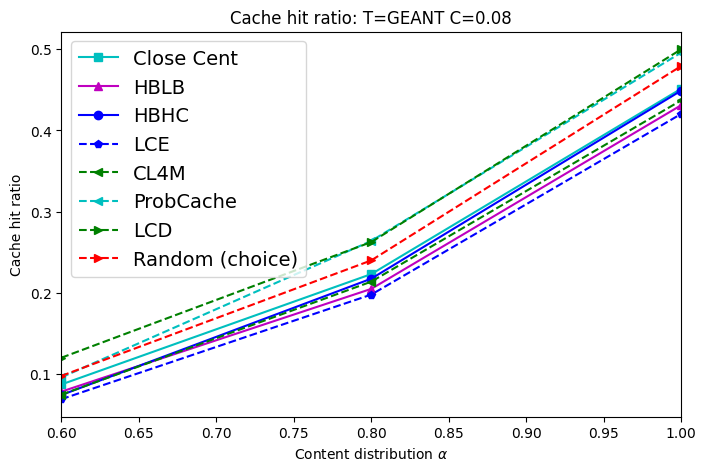 Cache hit ratio: T=GEANT C=0.08
Close Cent
HBLB
HBHC
LCE
CL4M
ProbCache
LCD
Random (choice)
Cache hit ratio
0.5
0.4
0.3
0.2
0.1
0.60
0.65
0.70
0.75
0.80
0.85
0.90
0.95
1.00
Content distribution α